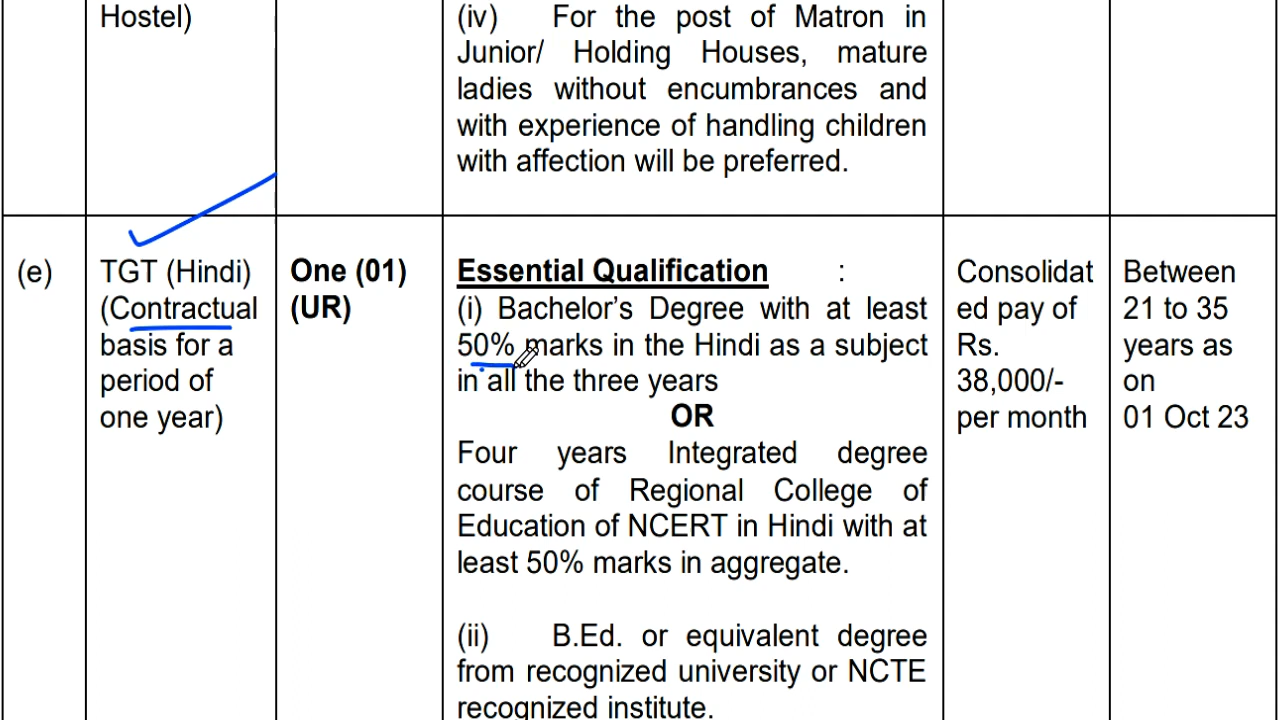 Hostel)
(iv) For the post of Matron in
Junior/ Holding Houses, mature
ladies without encumbrances and
with experience of handling children
with affection will be preferred.
(e)
TGT (Hindi)
(Contractual
basis for a
period of
one year)
One (01)
(UR)
Essential Qualification :
(i) Bachelor’s Degree with at least
50% marks in the Hindi as a subject
in all the three years
OR
Four years Integrated degree
course of Regional College of
Education of NCERT in Hindi with at
least 50% marks in aggregate.
(ii) B.Ed. or equivalent degree
from recognized university or NCTE
recognized institute.
Consolidat
ed pay of
Rs.
38,000/-
per month
Between
21 to 35
years as
on
01 Oct 23